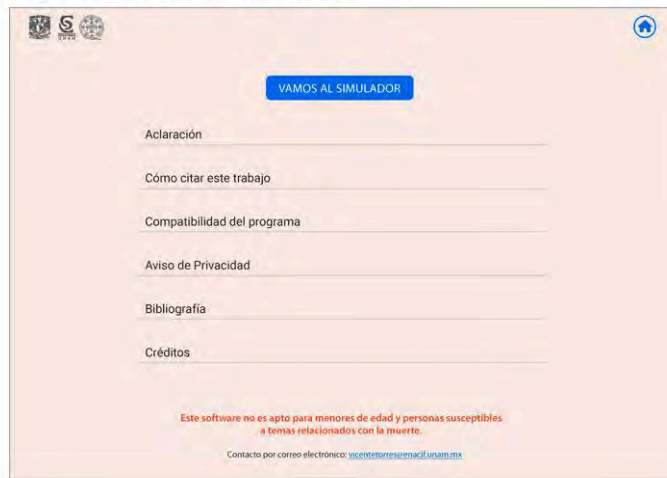 VAMOS AL SIMULADOR
Aclaración
Cómo citar este trabajo
Compatibilidad del programa
Aviso de Privacidad
Bibliografía
Créditos
Este software no es apto para menores de edad y personas susceptibles
a temas relacionados con la muerte.
Contacto por correo electrónico: vicentetorres@enacif.unam.mx